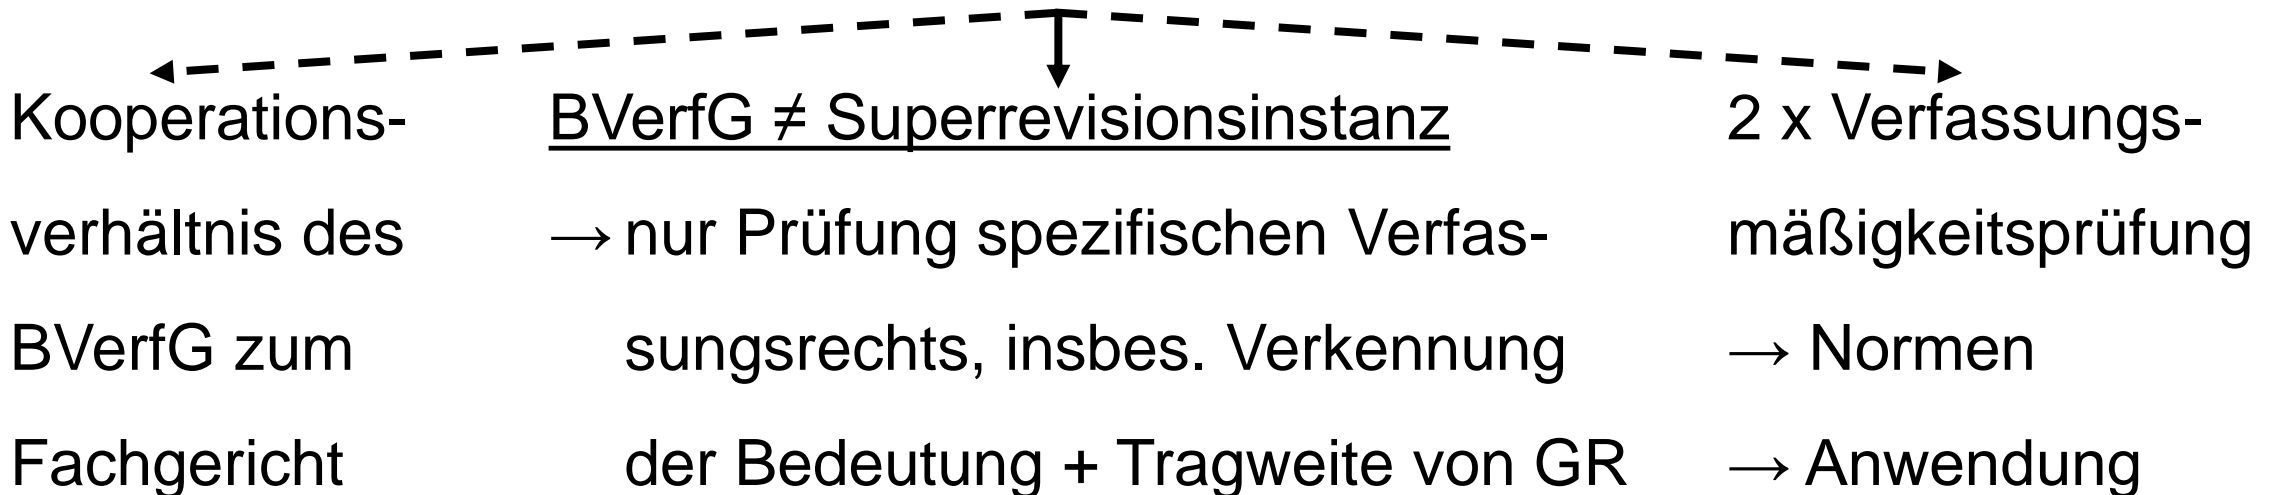 Kooperations-
verhältnis des
BVerfG zum
Fachgericht
BVerfG ≠ Superrevisionsinstanz
→ nur Prüfung spezifischen Verfas-
sungsrechts, insbes. Verkennung
der Bedeutung + Tragweite von GR
2 x Verfassungs-
mäßigkeitsprüfung
→ Normen
→ Anwendung